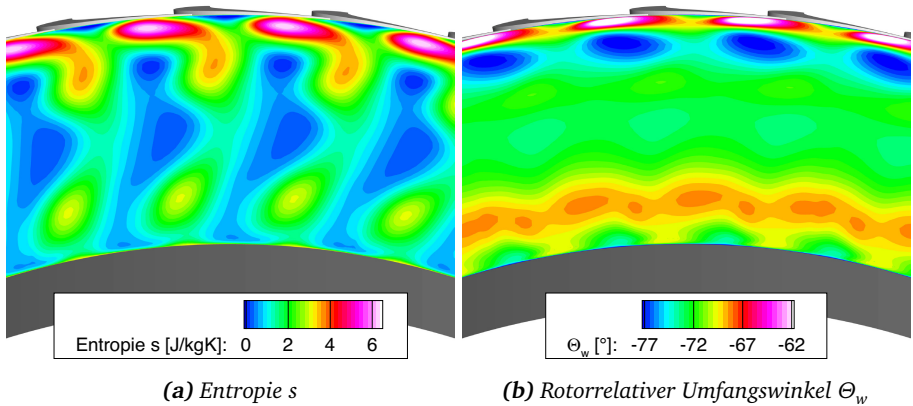 Entropie s [J/kgK]: 0 2 4 6
Θw [°]: -77 -72 -67 -62
(a) Entropie s
(b) Rotorrelativer Umfangswinkel Θw